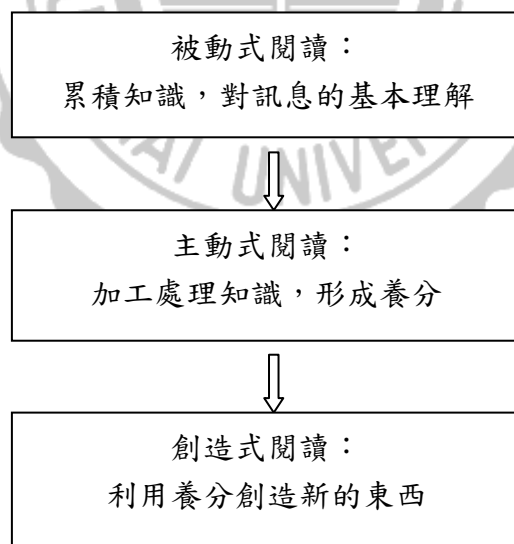 被動式閱讀：
累積知識，對訊息的基本理解
AI UNIVE
主動式閱讀：
加工處理知識，形成養分
創造式閱讀：
利用養分創造新的東西